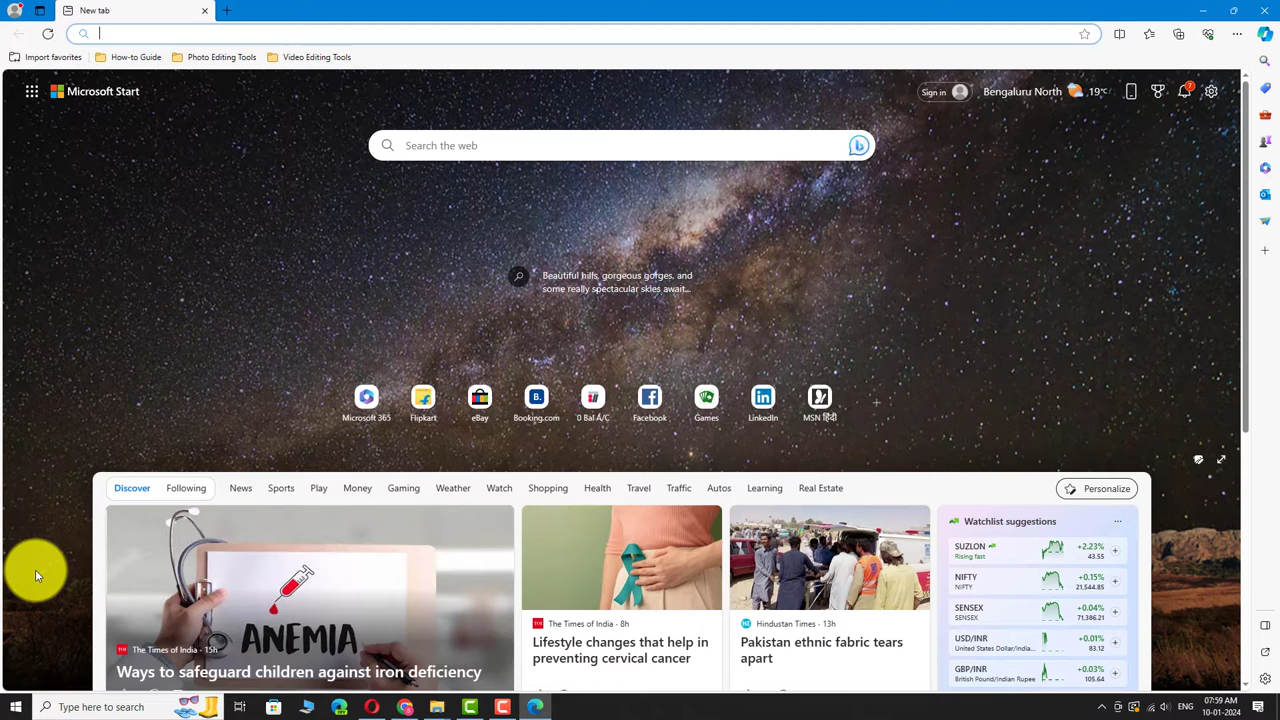 New tab
Import favorites
How-to Guide
Photo Editing Tools
Video Editing Tools
Microsoft Start
Sign in
Bengaluru North
19°C
7
Search the web
Beautiful hills, gorgeous gorges, and
some really spectacular skies await...
Microsoft 365
Flipkart
eBay
Booking.com
0 Bal A/C
Facebook
Games
LinkedIn
MSN हिंदी
Discover
Following
News
Sports
Play
Money
Gaming
Weather
Watch
Shopping
Health
Travel
Traffic
Autos
Learning
Real Estate
Personalize
ANEMIA
The Times of India · 15h
Ways to safeguard children against iron deficiency
The Times of India · 8h
Lifestyle changes that help in
preventing cervical cancer
Hindustan Times · 13h
Pakistan ethnic fabric tears
apart
Watchlist suggestions
SUZLON
+2.23%
Rising fast
43.55
NIFTY
+0.15%
NIFTY
21,544.85
SENSEX
+0.04%
SENSEX
71,386.21
USD/INR
+0.01%
United States Dollar/India...
83.12
GBP/INR
+0.03%
British Pound/Indian Rupee
105.64
Type here to search
ENG
07:59 AM
10-01-2024